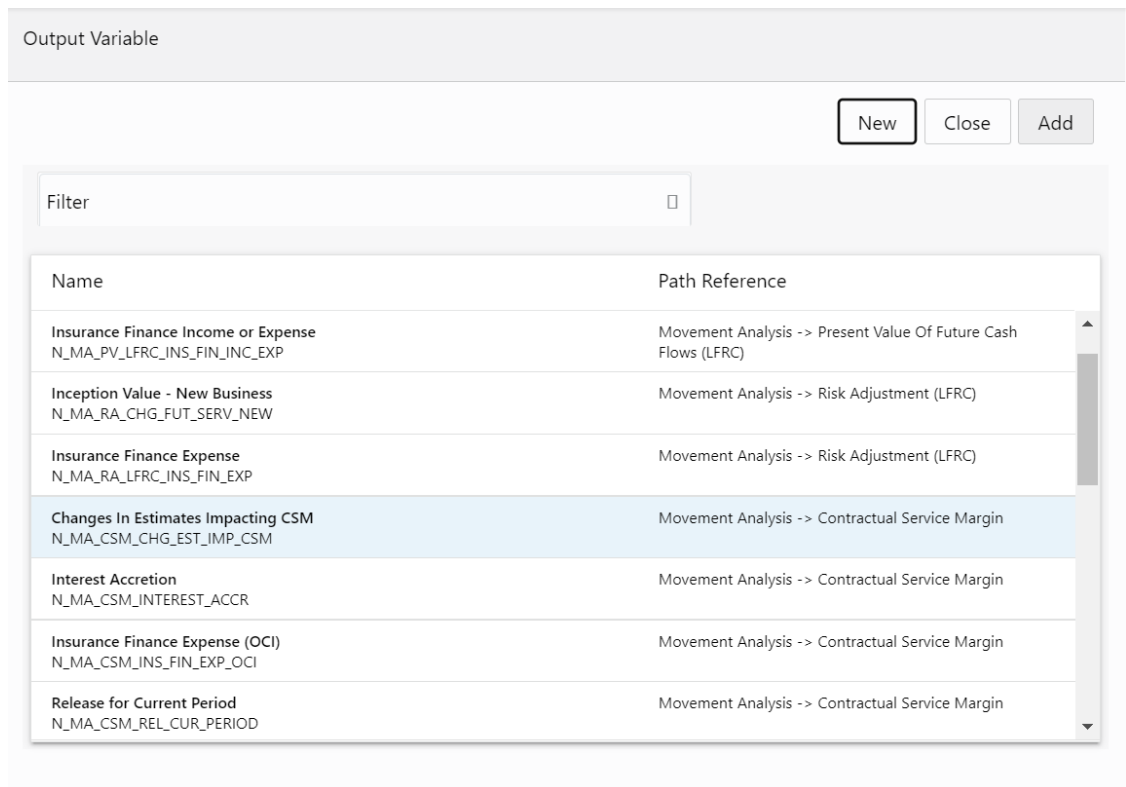 Output Variable
New Close Add
Filter
Name Path Reference
Insurance Finance Income or Expense Movement Analysis -> Present Value Of Future Cash
N_MA_PV_LFRC_INS_FIN_INC_EXP Flows (LFRC)
Inception Value - New Business Movement Analysis -> Risk Adjustment (LFRC)
N_MA_RA_CHG_FUT_SERV_NEW
Insurance Finance Expense Movement Analysis -> Risk Adjustment (LFRC)
N_MA_RA_LFRC_INS_FIN_EXP
Changes In Estimates Impacting CSM Movement Analysis -> Contractual Service Margin
N_MA_CSM_CHG_EST_IMP_CSM
Interest Accretion Movement Analysis -> Contractual Service Margin
N_MA_CSM_INTEREST_ACCR
Insurance Finance Expense (OCI) Movement Analysis -> Contractual Service Margin
N_MA_CSM_INS_FIN_EXP_OCI
Release for Current Period Movement Analysis -> Contractual Service Margin
N_MA_CSM_REL_CUR_PERIOD